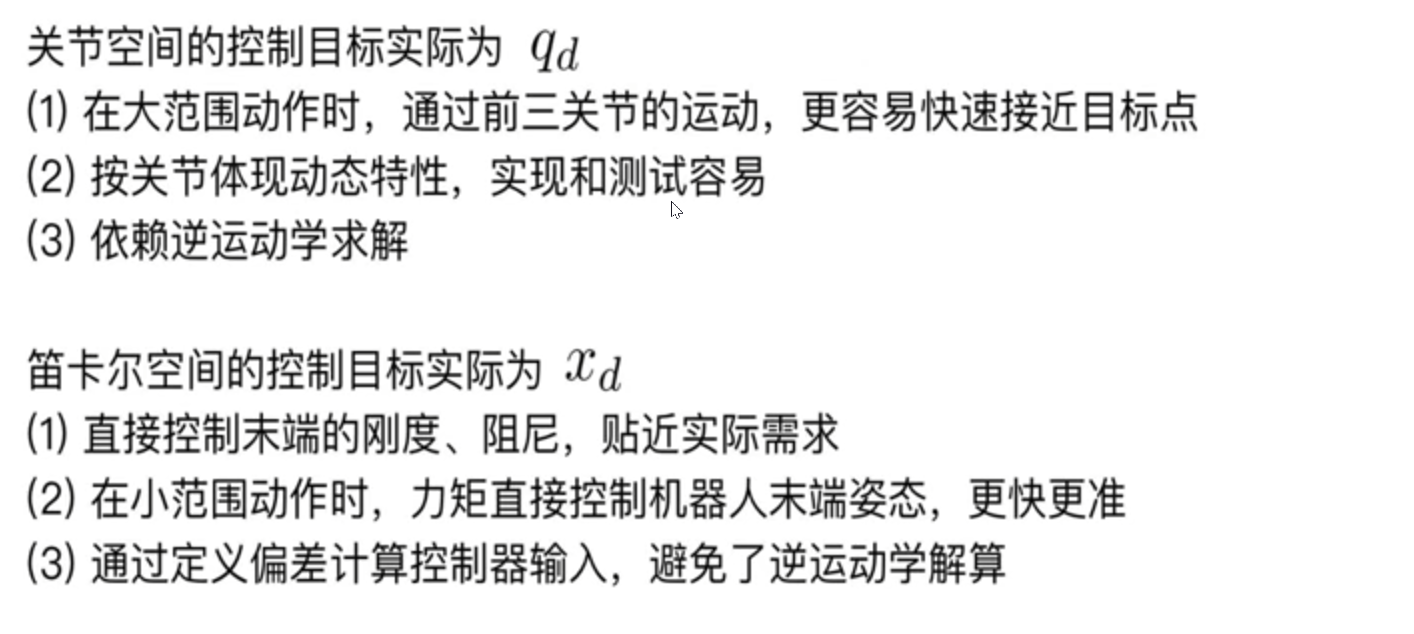 关节空间的控制目标实际为 q_d
(1) 在大范围动作时，通过前三关节的运动，更容易快速接近目标点
(2) 按关节体现动态特性，实现和测试容易
(3) 依赖逆运动学求解
笛卡尔空间的控制目标实际为 x_d
(1) 直接控制末端的刚度、阻尼，贴近实际需求
(2) 在小范围动作时，力矩直接控制机器人末端姿态，更快更准
(3) 通过定义偏差计算控制器输入，避免了逆运动学解算